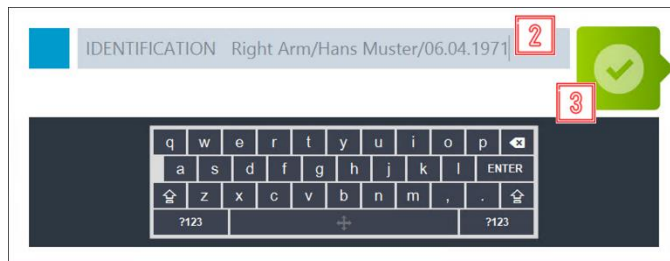 IDENTIFICATION Right Arm/Hans Muster/06.04.1971
2
3
q w e r t y u i o p
a s d f g h j k l ENTER
z x c v b n m , .
?123 ?123